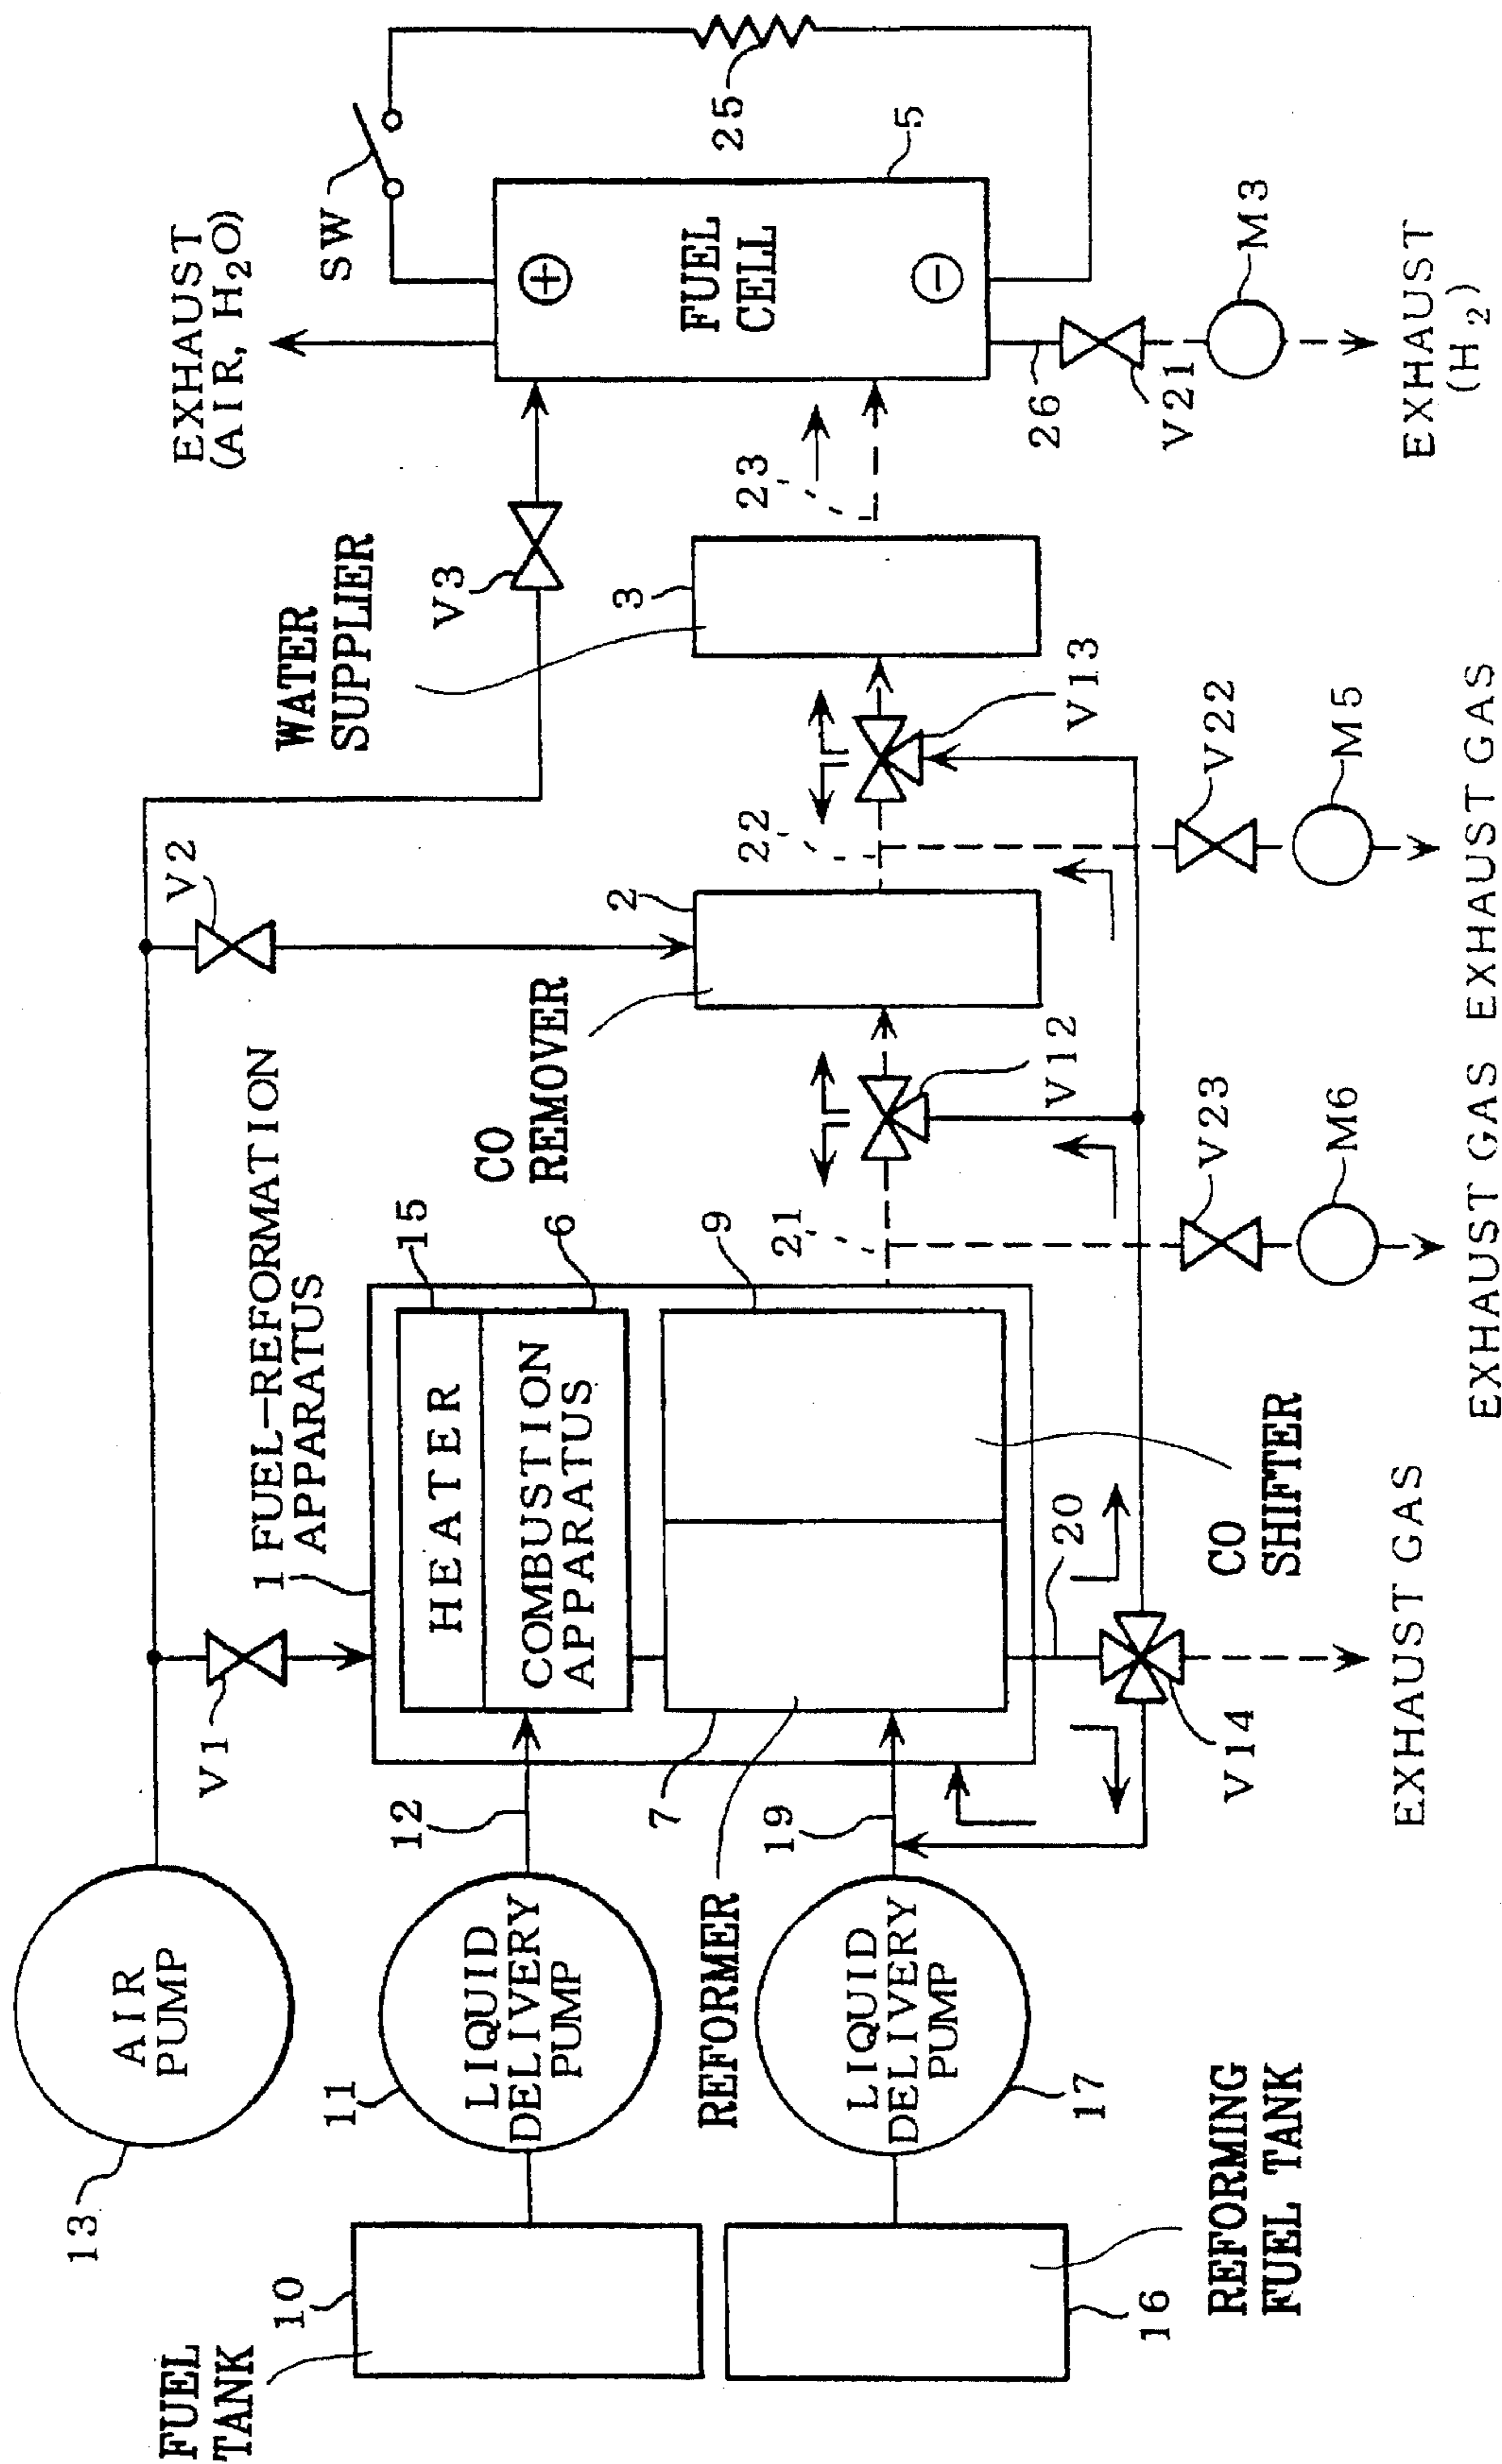 13
AIR
PUMP
V1
V2
V3
WATER
SUPPLIER
EXHAUST
(AIR, H2O)
SW
25
5
FUEL
CELL
+
−
26
V21
M3
EXHAUST
(H2)
FUEL
TANK
10
11
LIQUID
DELIVERY
PUMP
12
1 FUEL-REFORMATION
APPARATUS
15
HEATER
6
COMBUSTION
APPARATUS
CO
REMOVER
2
3
23
22
21
9
7
REFORMER
19
LIQUID
DELIVERY
PUMP
17
16
REFORMING
FUEL TANK
20
V14
EXHAUST GAS
CO
SHIFTER
V12
V13
V23
M6
EXHAUST GAS
V22
M5
EXHAUST GAS